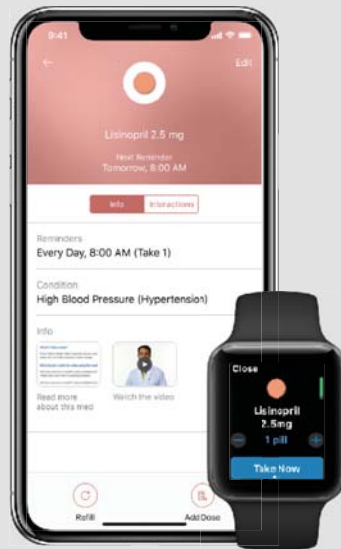 9:41
Edit
Lisinopril 2.5 mg
Next Reminder
Tomorrow, 8:00 AM
Info
Interactions
Reminders
Every Day, 8:00 AM (Take 1)
Condition
High Blood Pressure (Hypertension)
Info
Read more
about this med
Watch the video
Refill
Add Dose
Close
Lisinopril
2.5mg
1 pill
Take Now